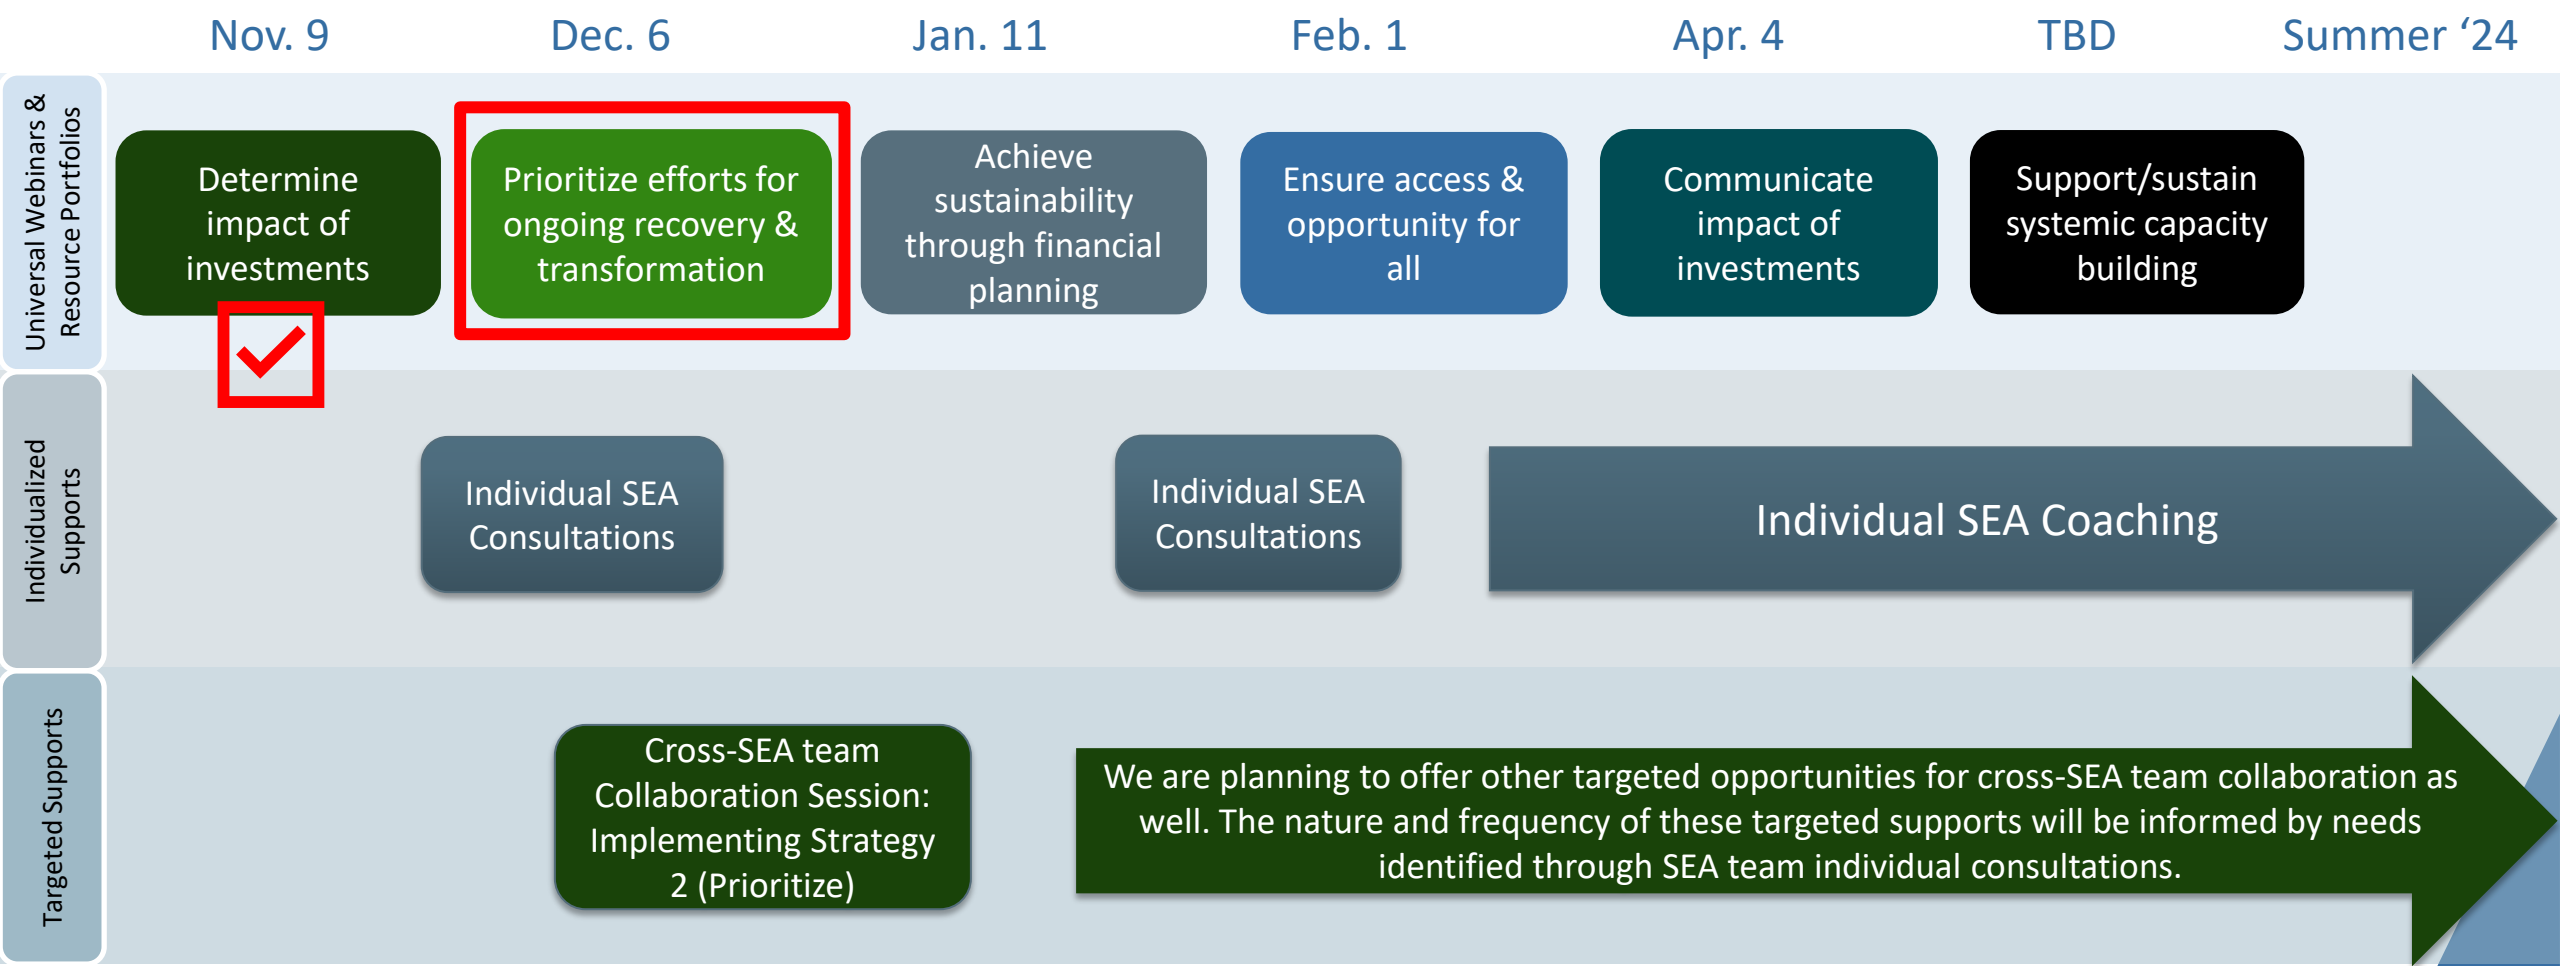 Nov. 9
Dec. 6
Jan. 11
Feb. 1
Apr. 4
TBD
Summer ‘24
Universal Webinars &
Resource Portfolios
Determine
impact of
investments
Prioritize efforts for
ongoing recovery &
transformation
Achieve
sustainability
through financial
planning
Ensure access &
opportunity for
all
Communicate
impact of
investments
Support/sustain
systemic capacity
building
Individualized
Supports
Individual SEA
Consultations
Individual SEA
Consultations
Individual SEA Coaching
Targeted Supports
Cross-SEA team
Collaboration Session:
Implementing Strategy
2 (Prioritize)
We are planning to offer other targeted opportunities for cross-SEA team collaboration as
well. The nature and frequency of these targeted supports will be informed by needs
identified through SEA team individual consultations.